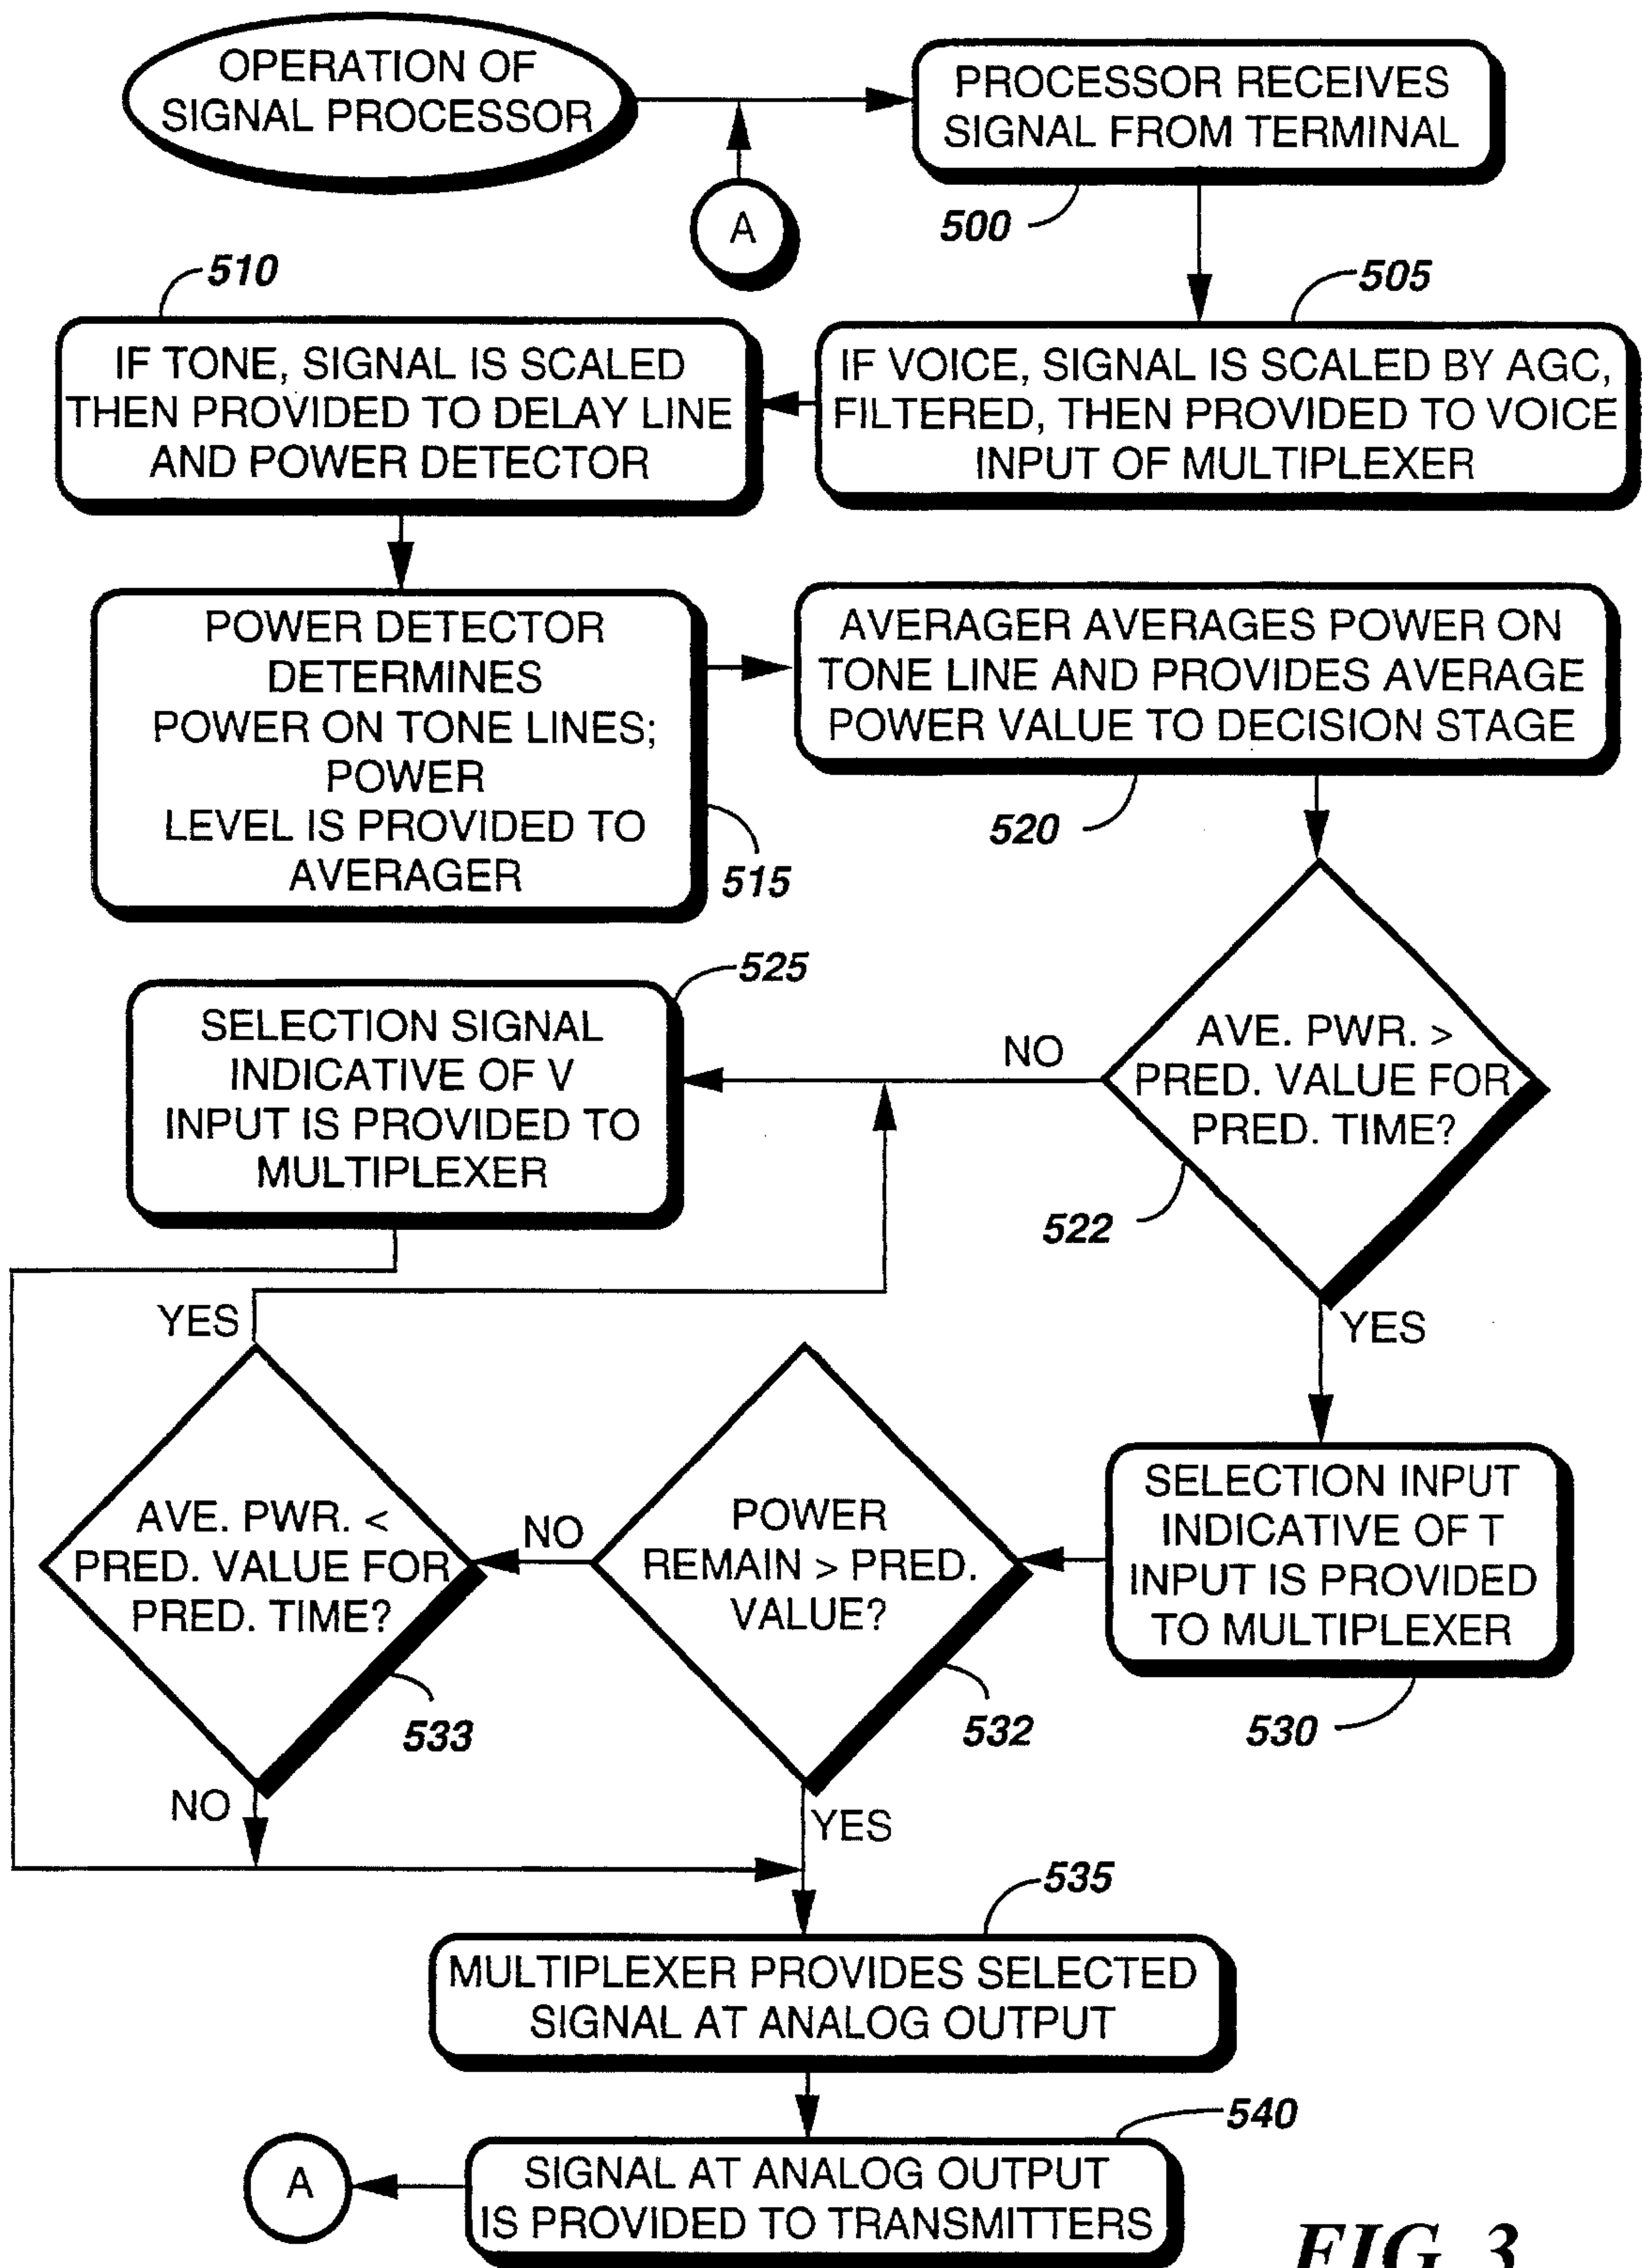 OPERATION OF
SIGNAL PROCESSOR
PROCESSOR RECEIVES
SIGNAL FROM TERMINAL
A
500
510
505
IF TONE, SIGNAL IS SCALED
THEN PROVIDED TO DELAY LINE
AND POWER DETECTOR
IF VOICE, SIGNAL IS SCALED BY AGC,
FILTERED, THEN PROVIDED TO VOICE
INPUT OF MULTIPLEXER
POWER DETECTOR
DETERMINES
POWER ON TONE LINES;
POWER
LEVEL IS PROVIDED TO
AVERAGER
515
AVERAGER AVERAGES POWER ON
TONE LINE AND PROVIDES AVERAGE
POWER VALUE TO DECISION STAGE
520
525
SELECTION SIGNAL
INDICATIVE OF V
INPUT IS PROVIDED TO
MULTIPLEXER
NO
AVE. PWR. >
PRED. VALUE FOR
PRED. TIME?
522
YES
YES
AVE. PWR. <
PRED. VALUE FOR
PRED. TIME?
533
NO
NO
POWER
REMAIN > PRED.
VALUE?
532
YES
SELECTION INPUT
INDICATIVE OF T
INPUT IS PROVIDED
TO MULTIPLEXER
530
535
MULTIPLEXER PROVIDES SELECTED
SIGNAL AT ANALOG OUTPUT
540
A
SIGNAL AT ANALOG OUTPUT
IS PROVIDED TO TRANSMITTERS
FIG. 3